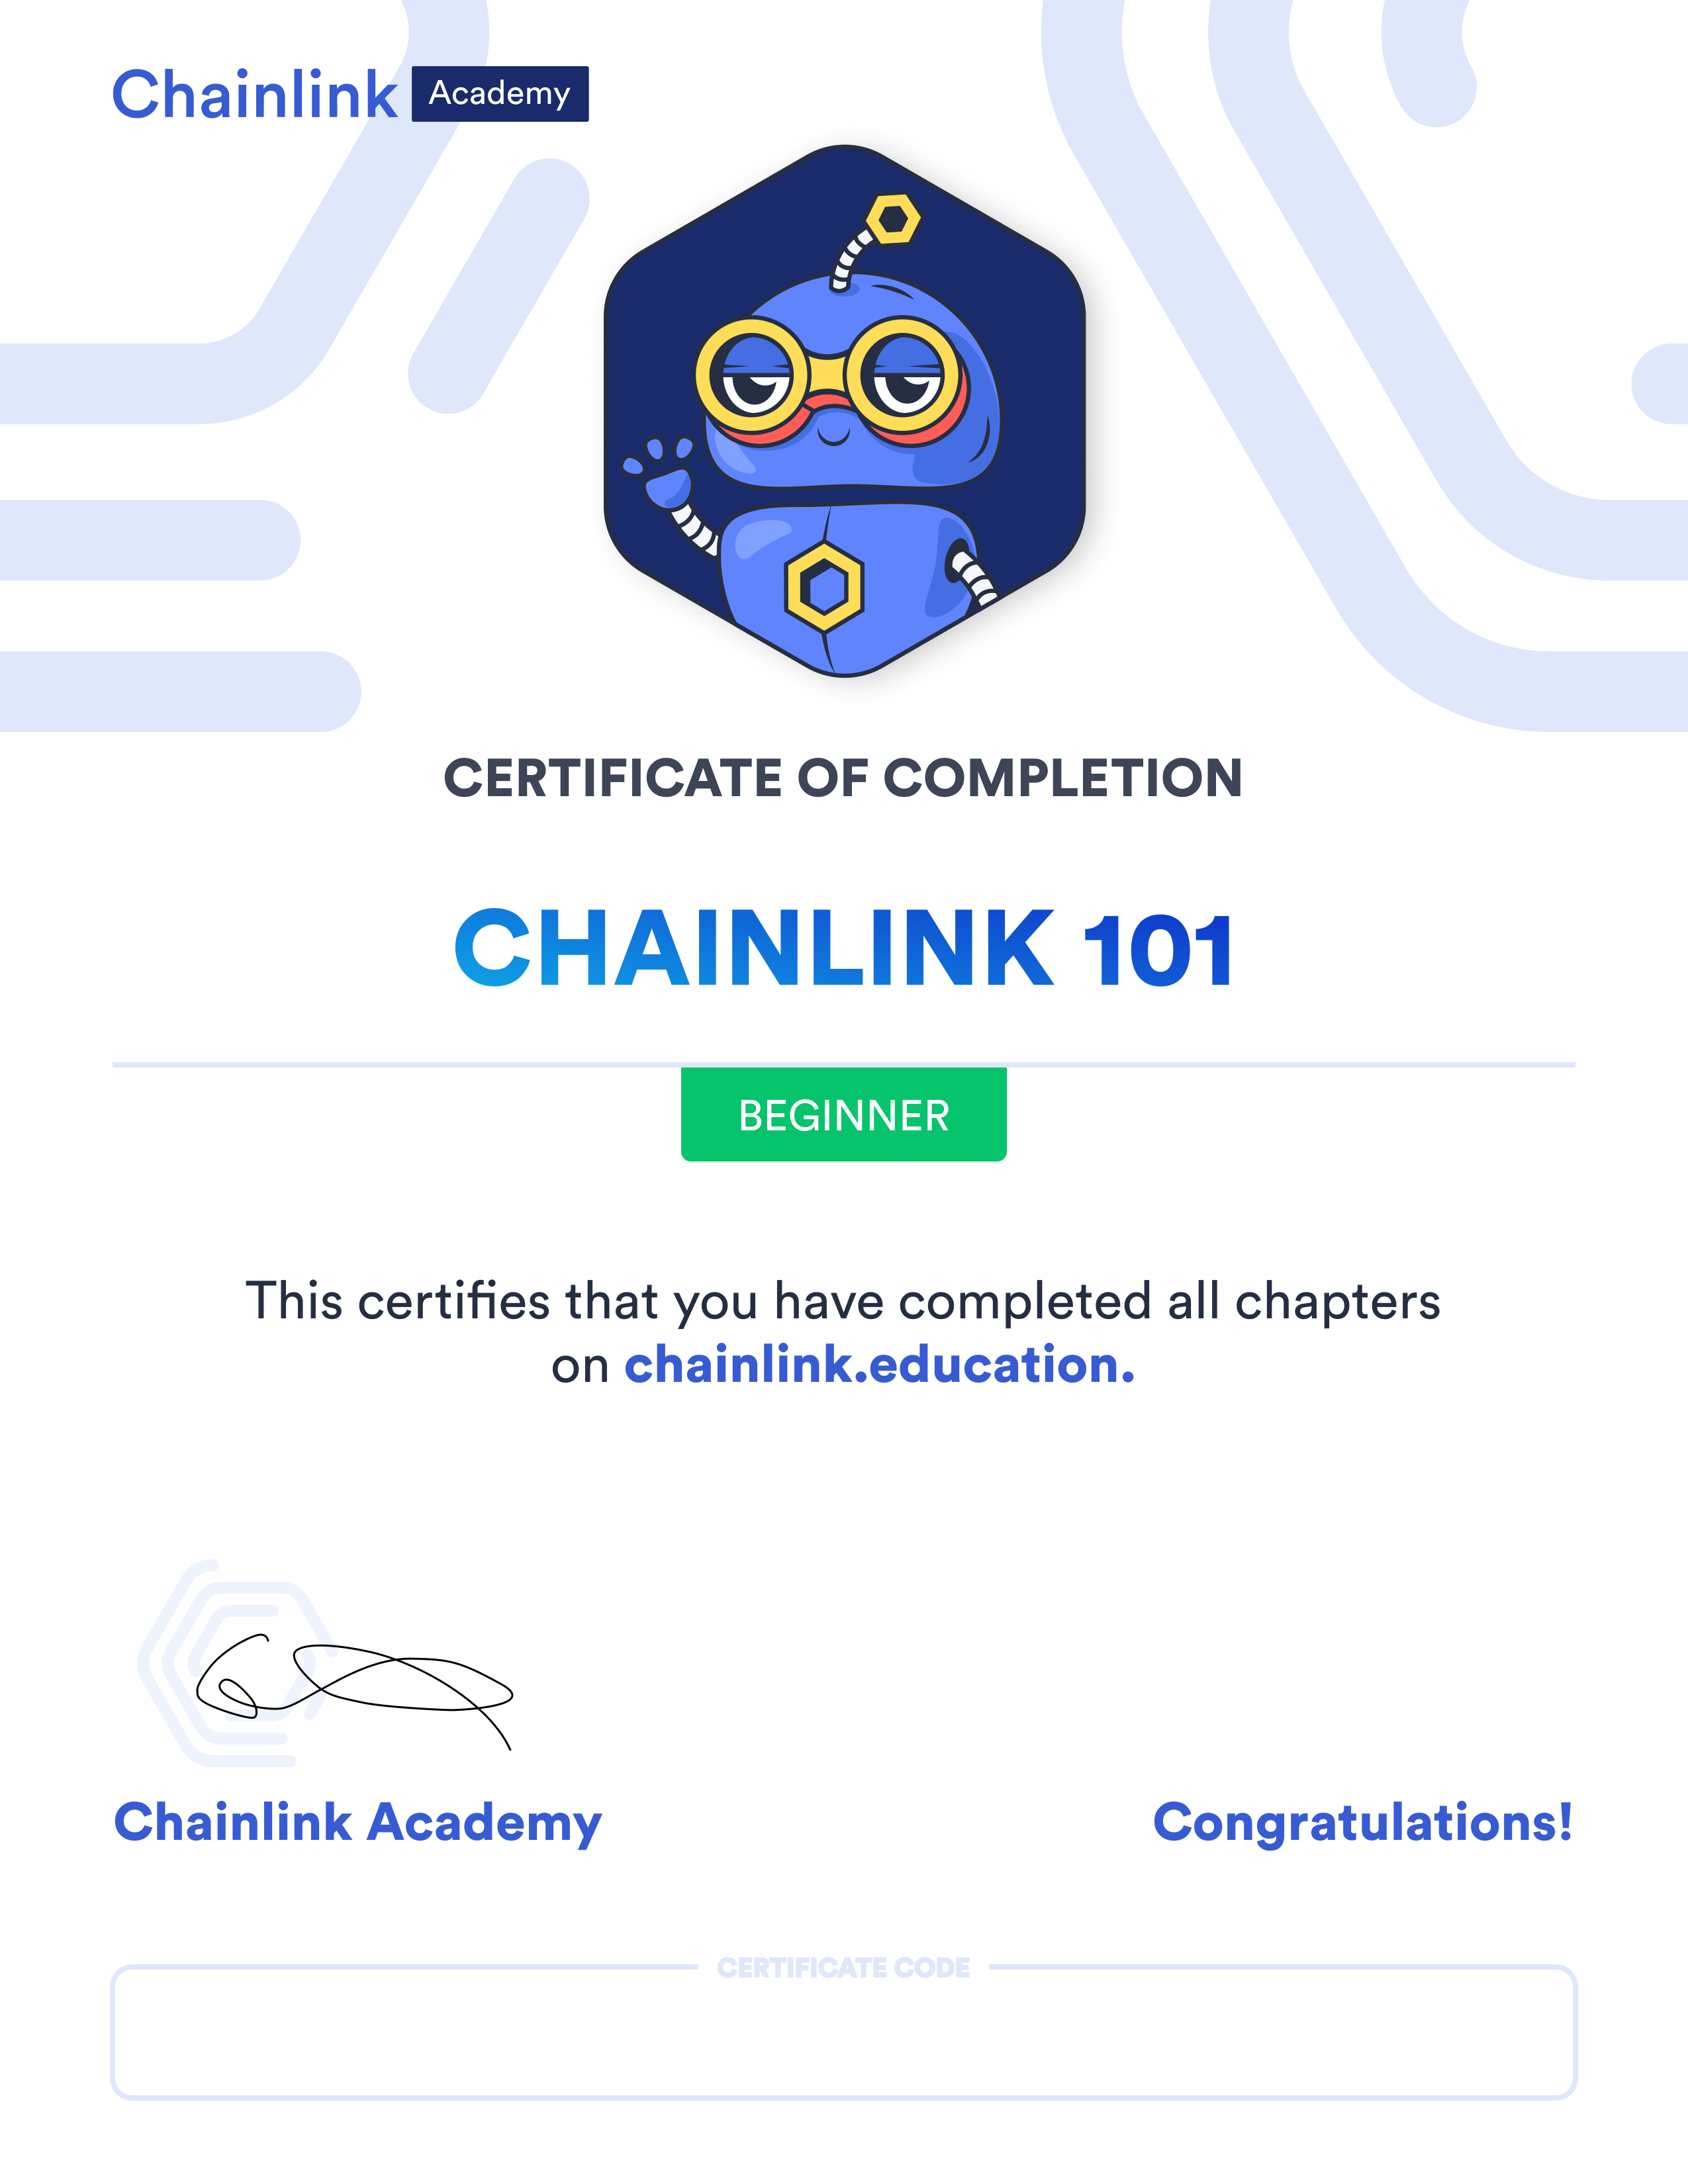 Chainlink Academy
CERTIFICATE OF COMPLETION
CHAINLINK 101
BEGINNER
This certifies that you have completed all chapters
on chainlink.education.
Chainlink Academy
Congratulations!
CERTIFICATE CODE